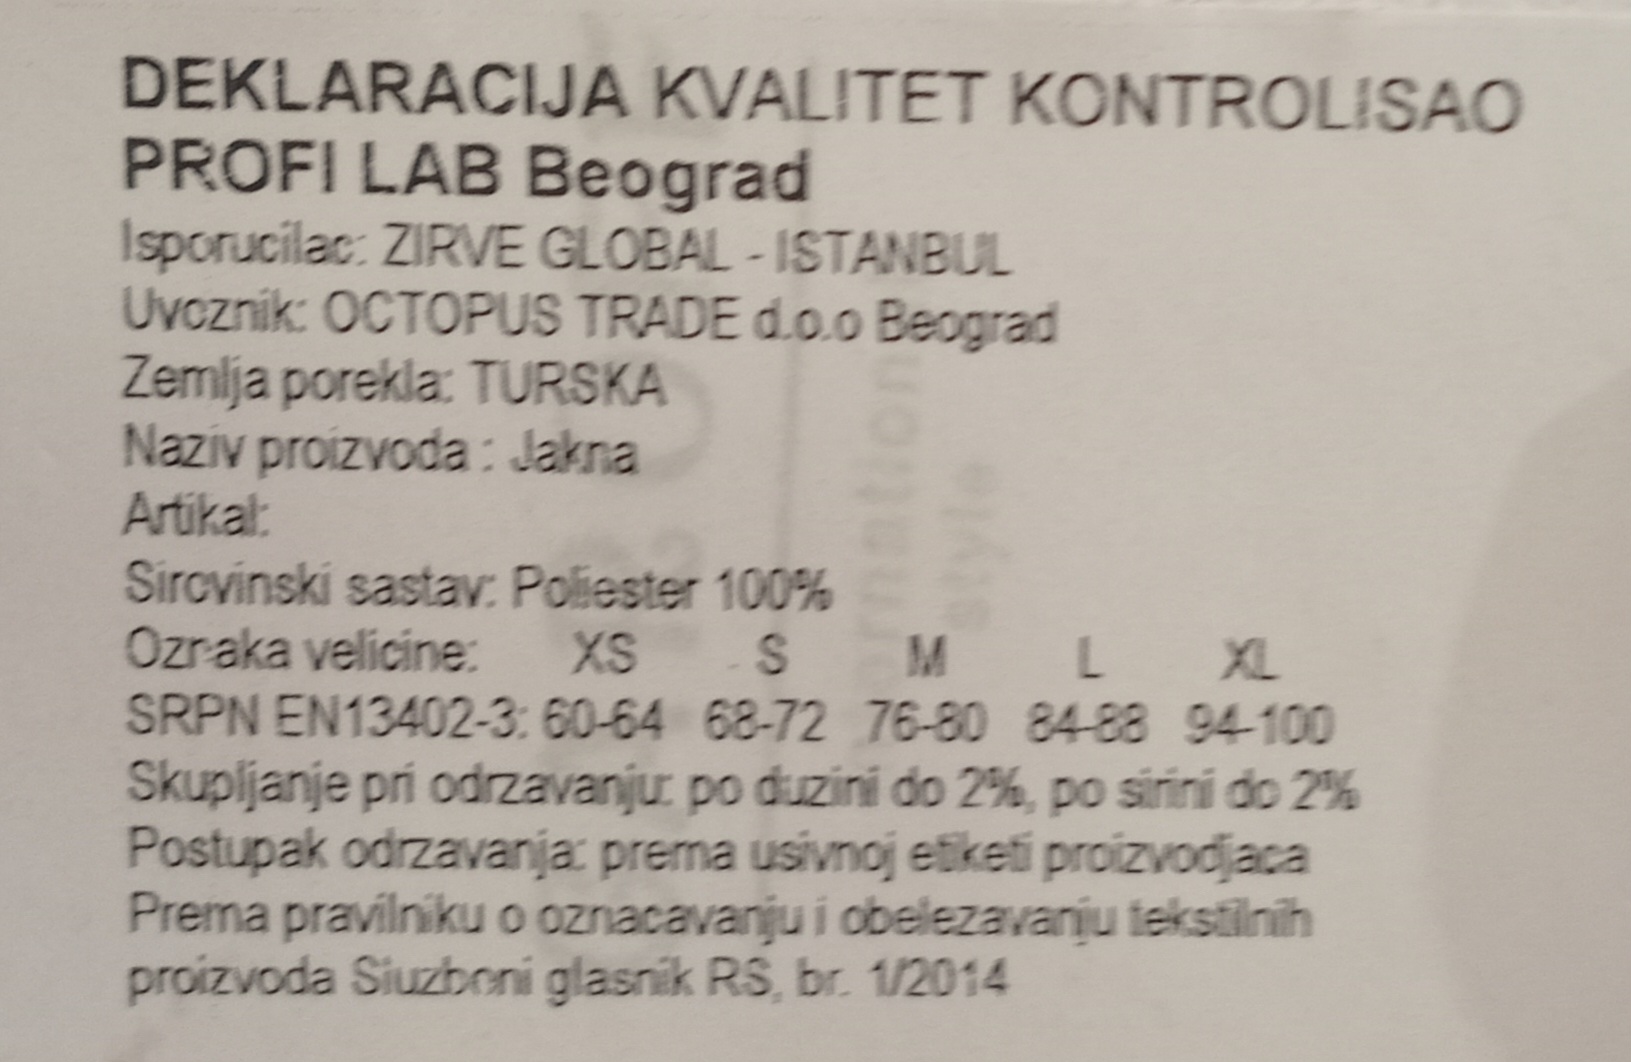 DEKLARACIJA KVALITET KONTROLISAO
PROFI LAB Beograd
Isporucilac: ZIRVE GLOBAL - ISTANBUL
Uvoznik: OCTOPUS TRADE d.o.o Beograd
Zemlja porekla: TURSKA
Naziv proizvoda : Jakna
Artikal:
Sirovinski sastav: Poliester 100%
Oznaka velicine: XS S M L XL
SRPN EN13402-3: 60-64 68-72 76-80 84-88 94-100
Skupljanje pri odrzavanju: po duzini do 2%, po sirini do 2%
Postupak odrzavanja: prema usivnoj etiketi proizvodjaca
Prema pravilniku o oznacavanju i obelezavanju tekstilnih
proizvoda Sluzbeni glasnik RS, br. 1/2014
style